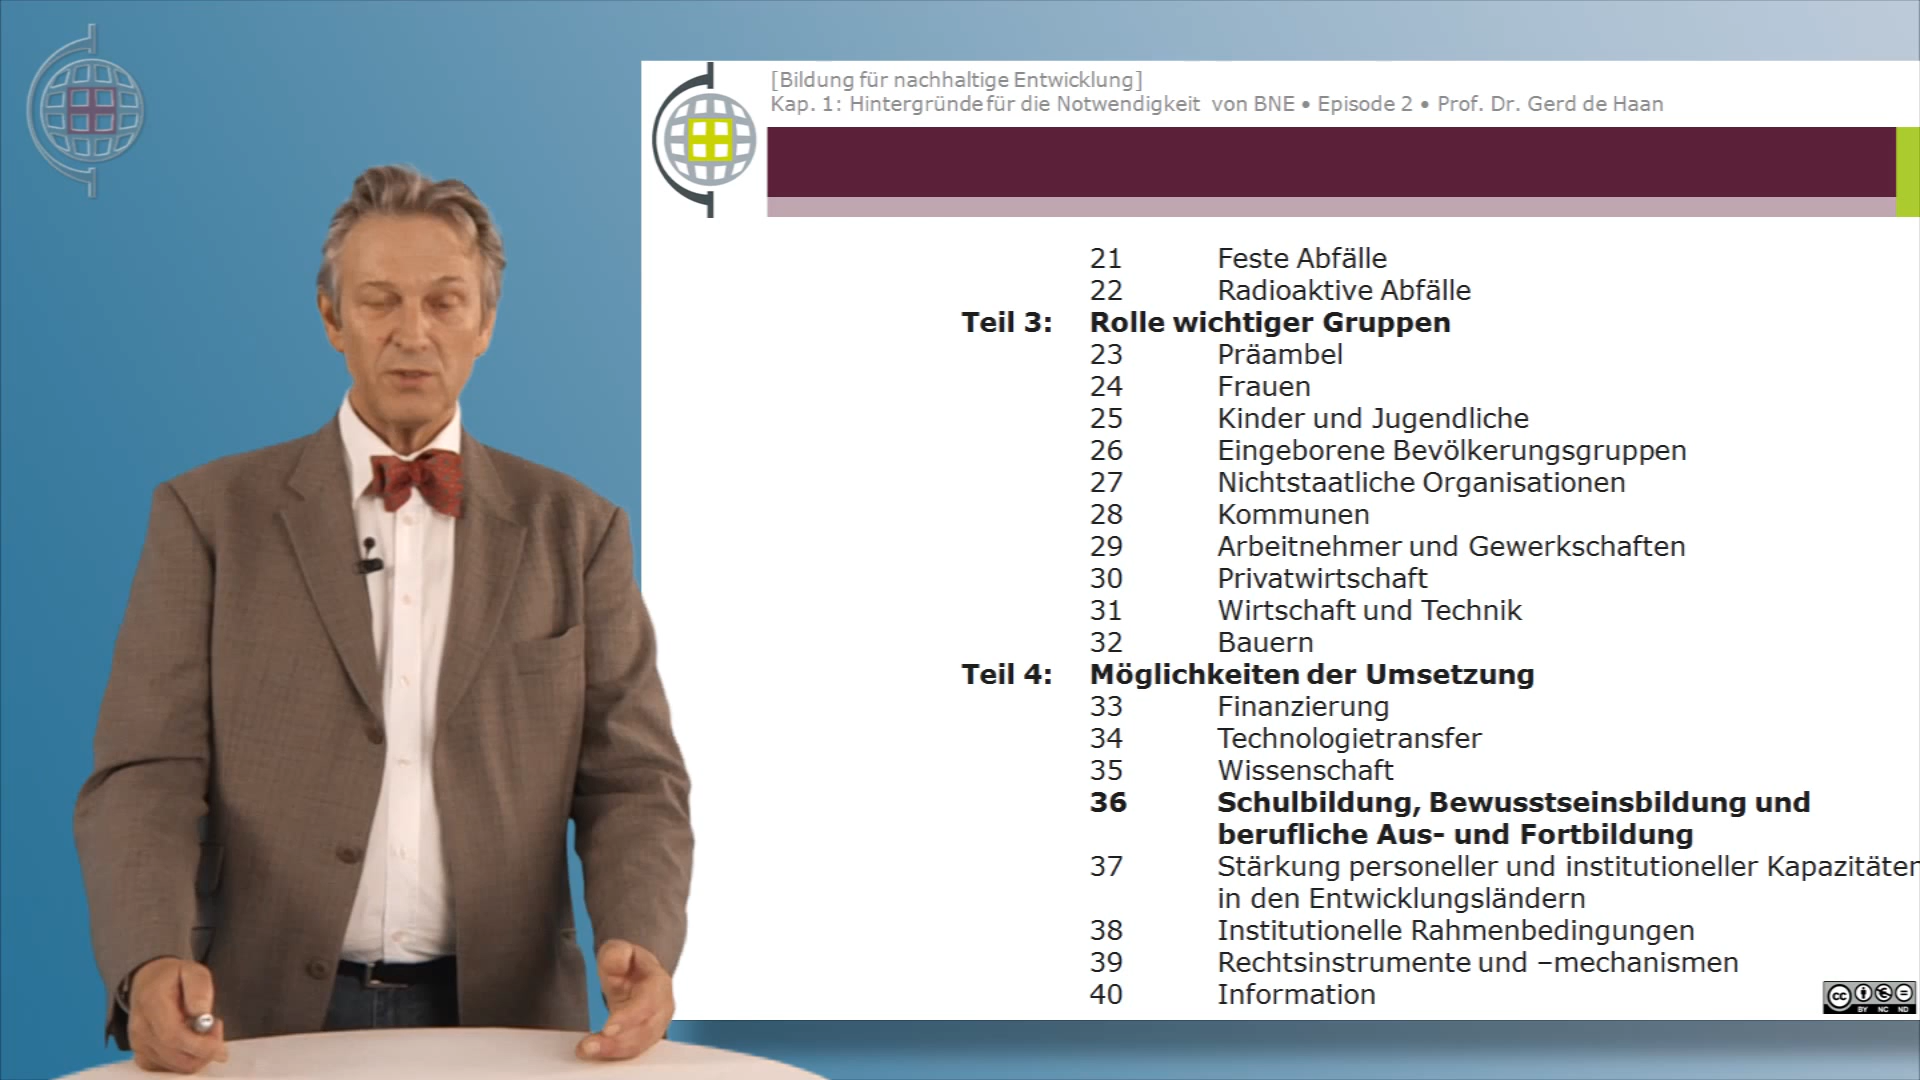 [Bildung für nachhaltige Entwicklung]
Kap. 1: Hintergründe für die Notwendigkeit von BNE • Episode 2 • Prof. Dr. Gerd de Haan
21 Feste Abfälle
22 Radioaktive Abfälle
Teil 3: Rolle wichtiger Gruppen
23 Präambel
24 Frauen
25 Kinder und Jugendliche
26 Eingeborene Bevölkerungsgruppen
27 Nichtstaatliche Organisationen
28 Kommunen
29 Arbeitnehmer und Gewerkschaften
30 Privatwirtschaft
31 Wirtschaft und Technik
32 Bauern
Teil 4: Möglichkeiten der Umsetzung
33 Finanzierung
34 Technologietransfer
35 Wissenschaft
36 Schulbildung, Bewusstseinsbildung und
berufliche Aus- und Fortbildung
37 Stärkung personeller und institutioneller Kapazitäten
in den Entwicklungsländern
38 Institutionelle Rahmenbedingungen
39 Rechtsinstrumente und –mechanismen
40 Information
cc BY NC ND